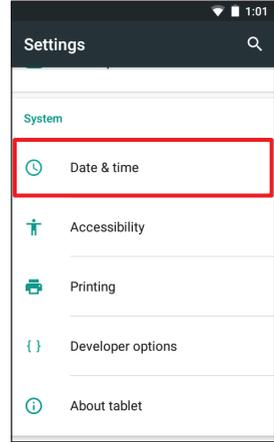 1:01
Settings
System
Date & time
Accessibility
Printing
{ } Developer options
About tablet